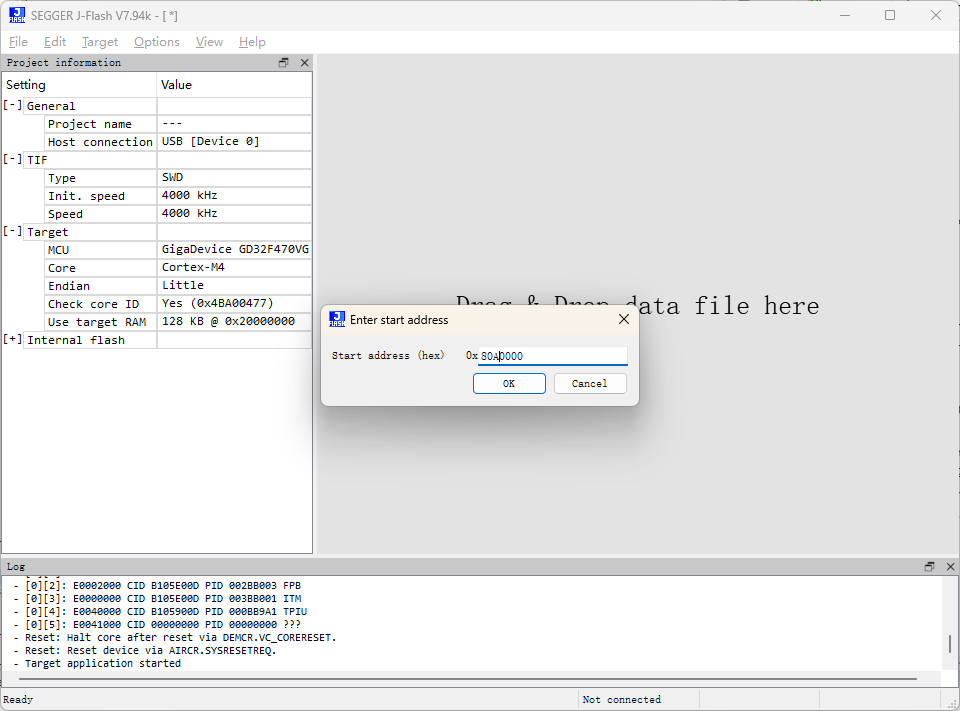 SEGGER J-Flash V7.94k - [ *]
File Edit Target Options View Help
Project information
Setting Value
[-] General
Project name ---
Host connection USB [Device 0]
[-] TIF
Type SWD
Init. speed 4000 kHz
Speed 4000 kHz
[-] Target
MCU GigaDevice GD32F470VG
Core Cortex-M4
Endian Little
Check core ID Yes (0x4BA00477)
Use target RAM 128 KB @ 0x20000000
[+] Internal flash
Drag & Drop data file here
Enter start address
Start address (hex) 0x 80A0000
OK Cancel
Log
- [0][2]: E0002000 CID B105E00D PID 002BB003 FPB
- [0][3]: E0000000 CID B105E00D PID 003BB001 ITM
- [0][4]: E0040000 CID B105900D PID 000BB9A1 TPIU
- [0][5]: E0041000 CID 00000000 PID 00000000 ???
- Reset: Halt core after reset via DEMCR.VC_CORERESET.
- Reset: Reset device via AIRCR.SYSRESETREQ.
- Target application started
Ready Not connected